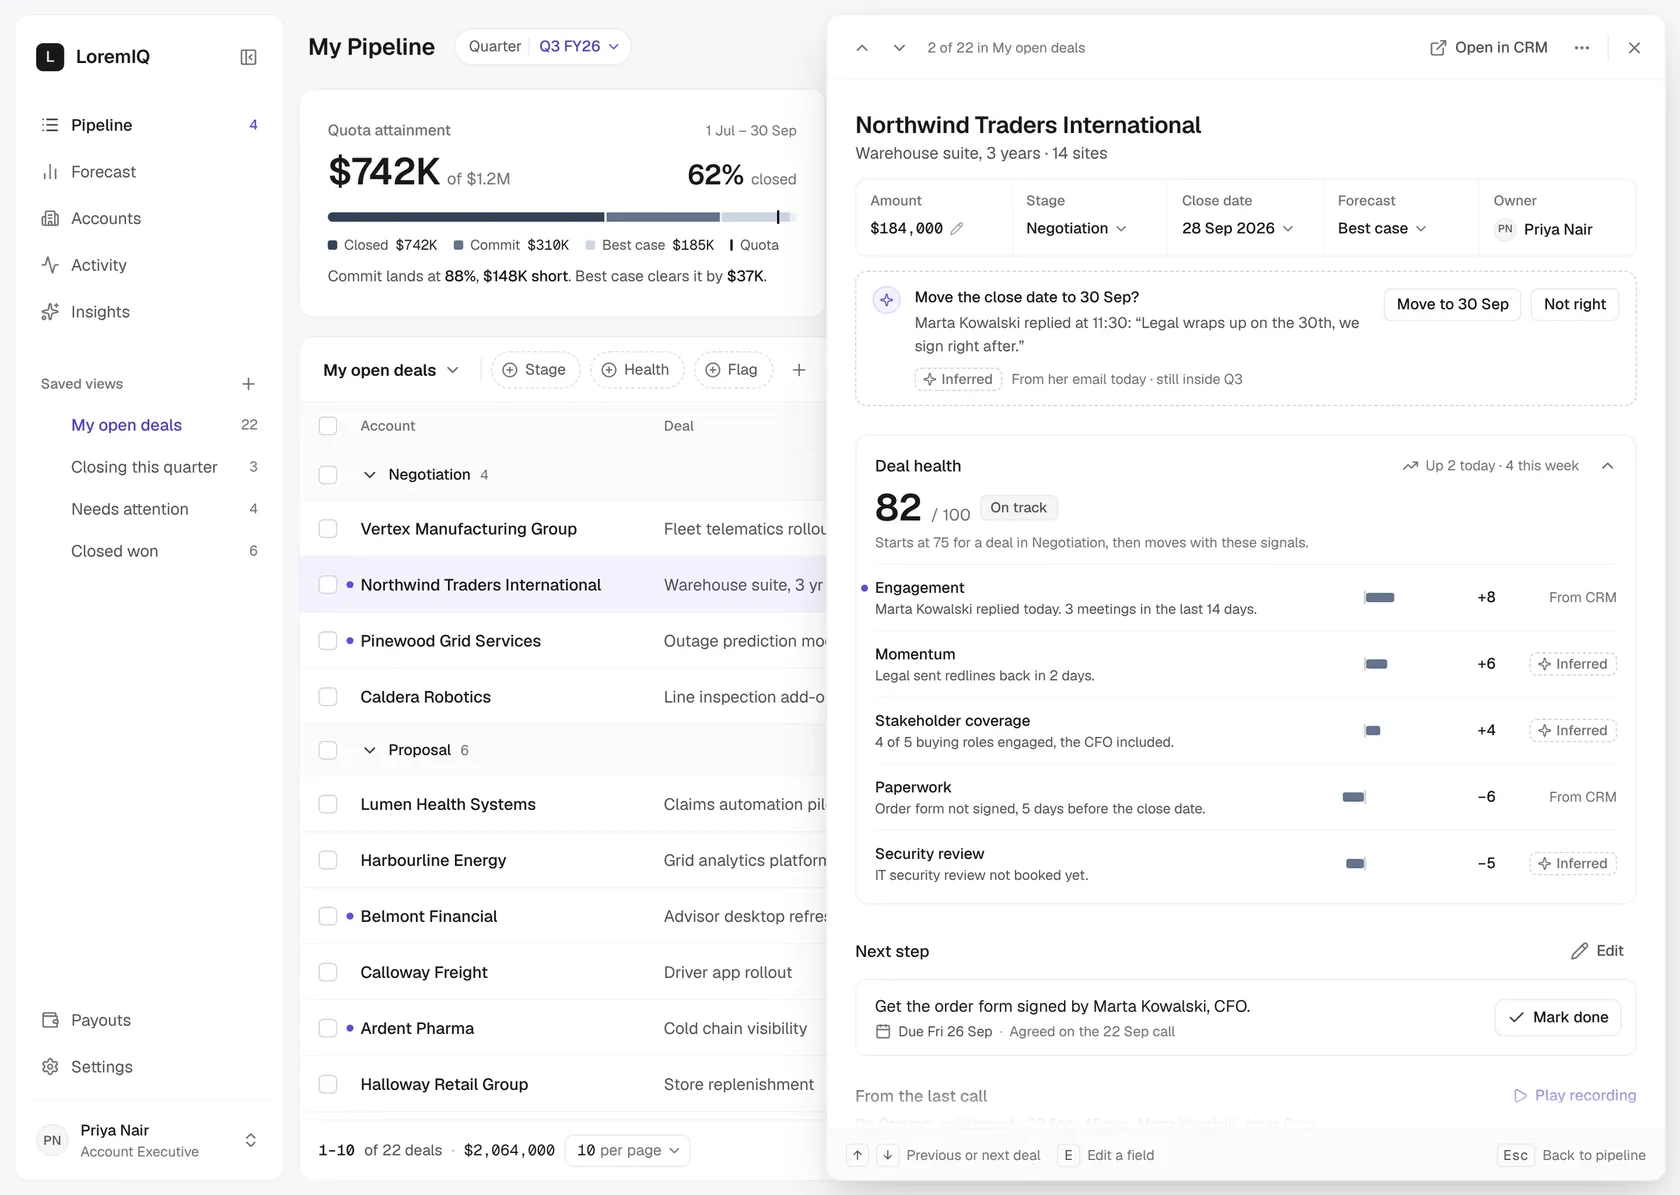 L LoremIQ
Pipeline 4
Forecast
Accounts
Activity
Insights
Saved views
My open deals 22
Closing this quarter 3
Needs attention 4
Closed won 6
Payouts
Settings
PN Priya Nair
Account Executive
My Pipeline Quarter Q3 FY26
Quota attainment 1 Jul – 30 Sep
$742K of $1.2M 62% closed
Closed $742K Commit $310K Best case $185K Quota
Commit lands at 88%, $148K short. Best case clears it by $37K.
My open deals Stage Health Flag
Account Deal
Negotiation 4
Vertex Manufacturing Group Fleet telematics rollou
Northwind Traders International Warehouse suite, 3 yr
Pinewood Grid Services Outage prediction mo
Caldera Robotics Line inspection add-o
Proposal 6
Lumen Health Systems Claims automation pil
Harbourline Energy Grid analytics platform
Belmont Financial Advisor desktop refres
Calloway Freight Driver app rollout
Ardent Pharma Cold chain visibility
Halloway Retail Group Store replenishment
1-10 of 22 deals · $2,064,000 10 per page
2 of 22 in My open deals Open in CRM
Northwind Traders International
Warehouse suite, 3 years · 14 sites
Amount Stage Close date Forecast Owner
$184,000 Negotiation 28 Sep 2026 Best case PN Priya Nair
Move the close date to 30 Sep? Move to 30 Sep Not right
Marta Kowalski replied at 11:30: “Legal wraps up on the 30th, we
sign right after.”
Inferred From her email today · still inside Q3
Deal health Up 2 today · 4 this week
82 / 100 On track
Starts at 75 for a deal in Negotiation, then moves with these signals.
Engagement
Marta Kowalski replied today. 3 meetings in the last 14 days. +8 From CRM
Momentum
Legal sent redlines back in 2 days. +6 Inferred
Stakeholder coverage
4 of 5 buying roles engaged, the CFO included. +4 Inferred
Paperwork
Order form not signed, 5 days before the close date. −6 From CRM
Security review
IT security review not booked yet. −5 Inferred
Next step Edit
Get the order form signed by Marta Kowalski, CFO.
Due Fri 26 Sep · Agreed on the 22 Sep call
Mark done
From the last call Play recording
↑ ↓ Previous or next deal E Edit a field Esc Back to pipeline